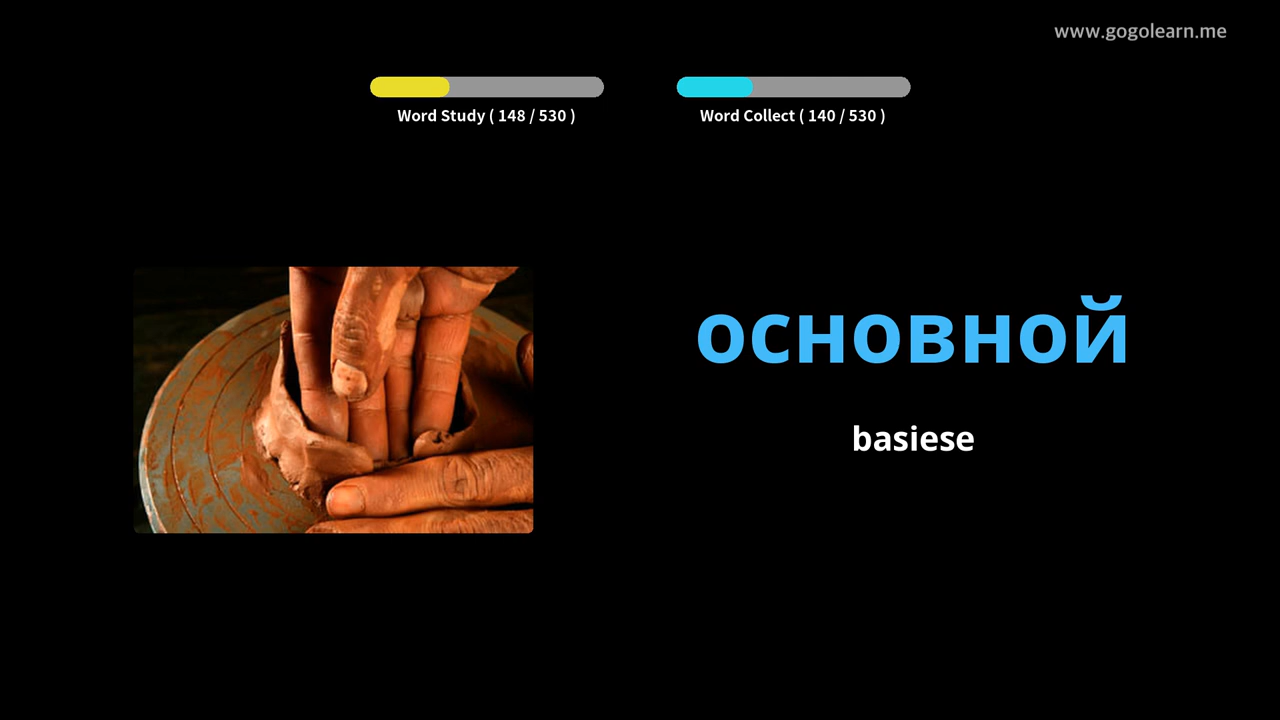 www.gogolearn.me
Word Study ( 148 / 530 )
Word Collect ( 140 / 530 )
основной
basiese